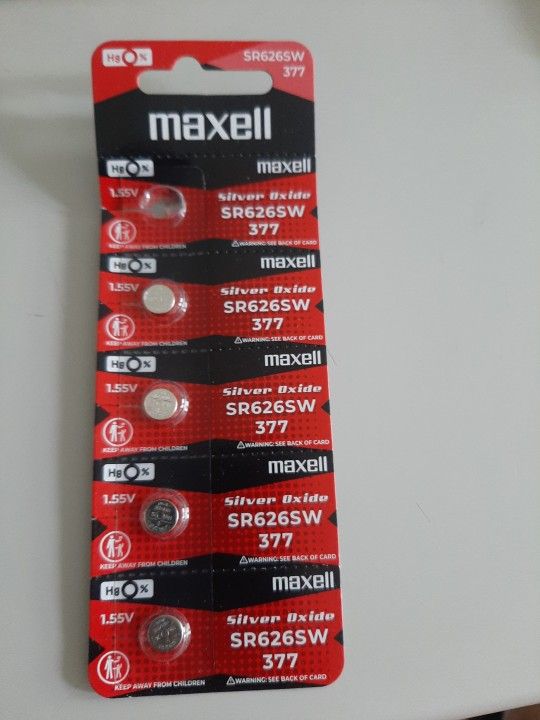 Hg 0 %
SR626SW
377
maxell
Hg 0 %
maxell
1.55V
Silver Oxide
SR626SW
377
KEEP AWAY FROM CHILDREN
⚠WARNING: SEE BACK OF CARD
Hg 0 %
maxell
1.55V
Silver Oxide
SR626SW
377
KEEP AWAY FROM CHILDREN
⚠WARNING: SEE BACK OF CARD
Hg 0 %
maxell
1.55V
Silver Oxide
SR626SW
377
KEEP AWAY FROM CHILDREN
⚠WARNING: SEE BACK OF CARD
Hg 0 %
maxell
1.55V
Silver Oxide
SR626SW
377
KEEP AWAY FROM CHILDREN
⚠WARNING: SEE BACK OF CARD
Hg 0 %
maxell
1.55V
Silver Oxide
SR626SW
377
KEEP AWAY FROM CHILDREN
⚠WARNING: SEE BACK OF CARD